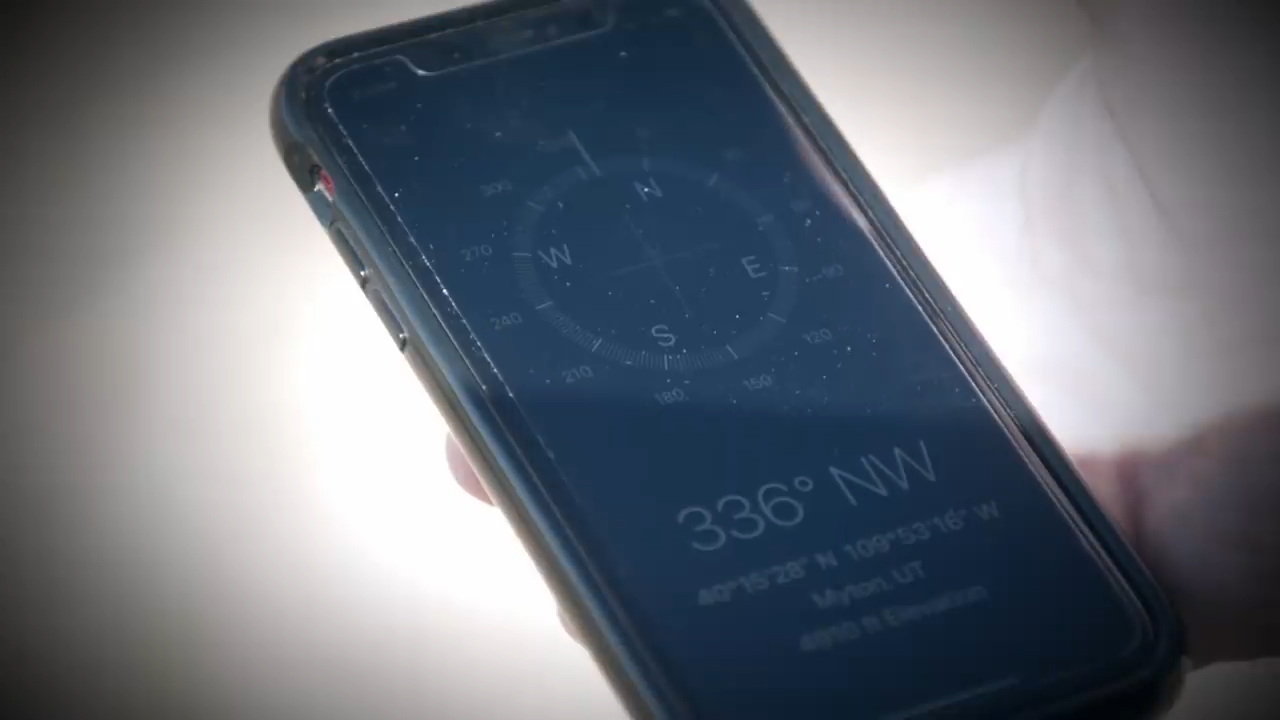 N
300
270
W
E
90
240
S
120
210
150
180
336° NW
40°15'28" N 109°53'16" W
Myton, UT
ft Elevation